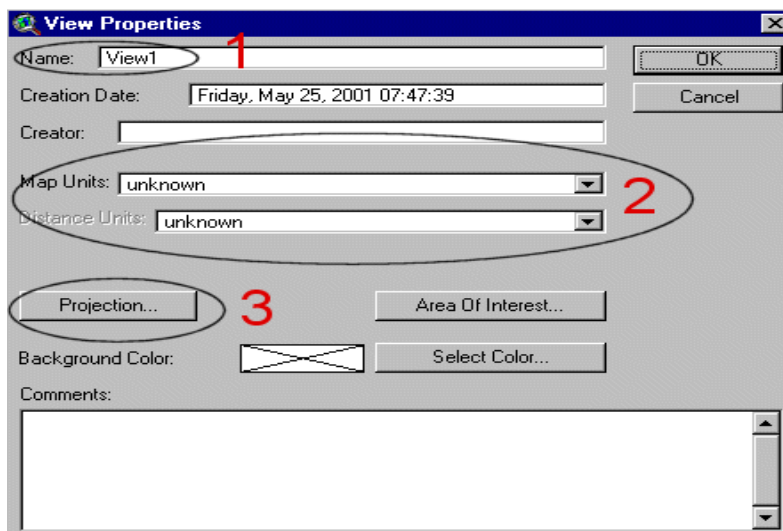 View Properties
Name: View1 1
OK
Creation Date: Friday, May 25, 2001 07:47:39
Cancel
Creator:
Map Units: unknown
2
Distance Units: unknown
Projection... 3 Area Of Interest...
Background Color: Select Color...
Comments: